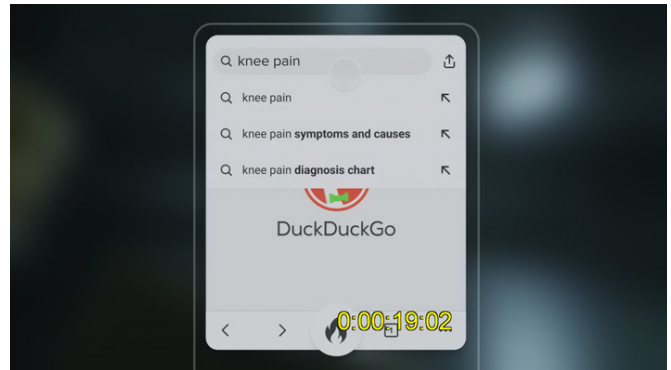 knee pain
knee pain
knee pain symptoms and causes
knee pain diagnosis chart
DuckDuckGo
0:00:19:02